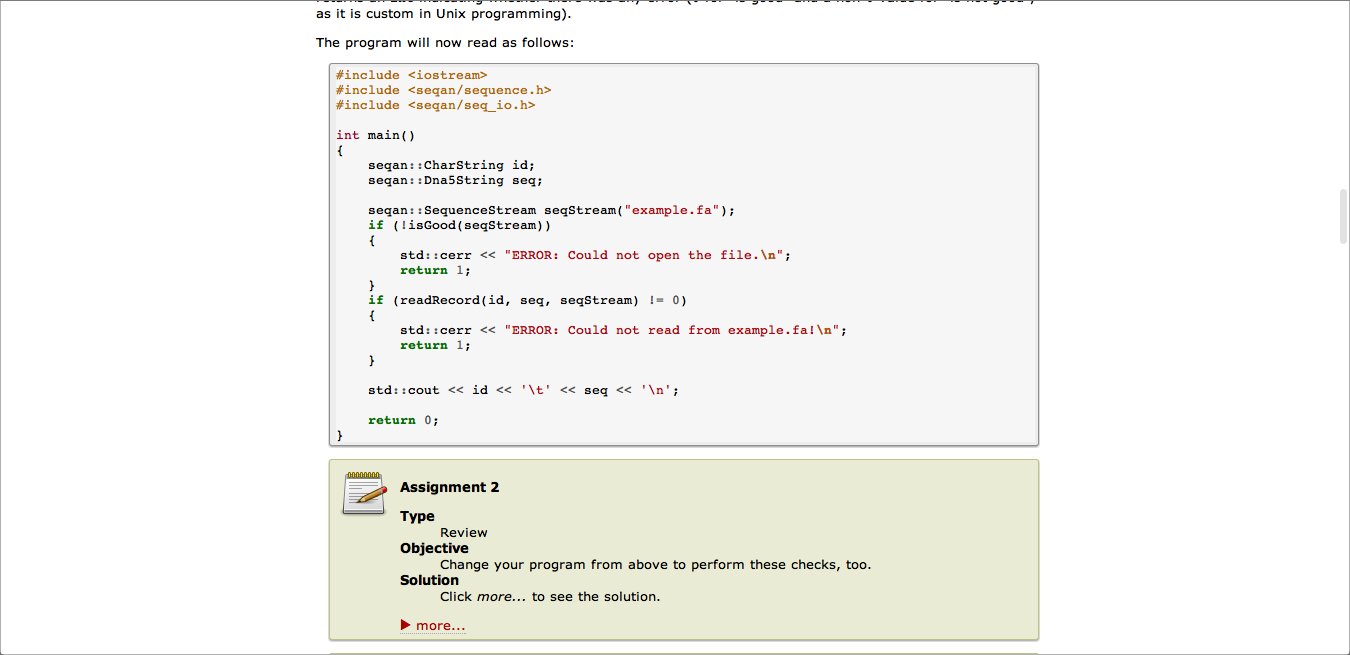 as it is custom in Unix programming).
The program will now read as follows:
#include <iostream>
#include <seqan/sequence.h>
#include <seqan/seq_io.h>
int main()
{
    seqan::CharString id;
    seqan::Dna5String seq;
    seqan::SequenceStream seqStream("example.fa");
    if (!isGood(seqStream))
    {
        std::cerr << "ERROR: Could not open the file.\n";
        return 1;
    }
    if (readRecord(id, seq, seqStream) != 0)
    {
        std::cerr << "ERROR: Could not read from example.fa!\n";
        return 1;
    }
    std::cout << id << '\t' << seq << '\n';
    return 0;
}
Assignment 2
Type
Review
Objective
Change your program from above to perform these checks, too.
Solution
Click more... to see the solution.
more...